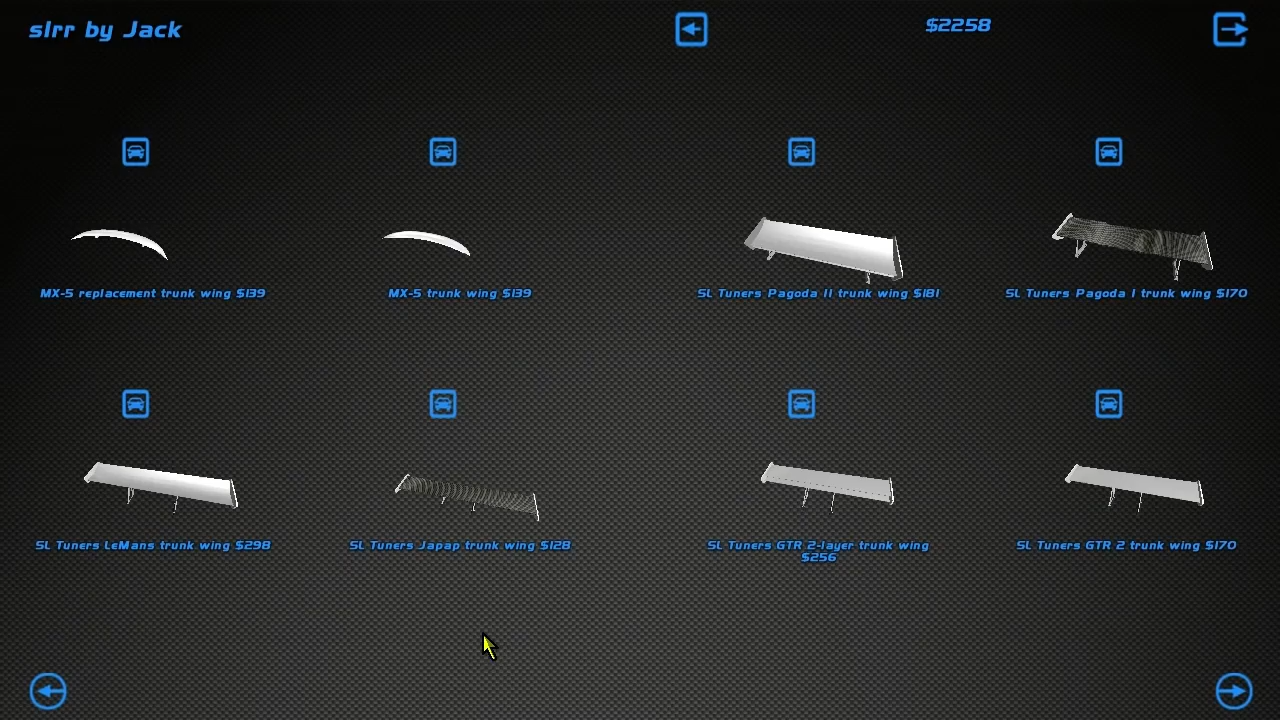 slrr by Jack
$2258
MX-5 replacement trunk wing $139
MX-5 trunk wing $139
SL Tuners Pagoda II trunk wing $181
SL Tuners Pagoda I trunk wing $170
SL Tuners LeMans trunk wing $298
SL Tuners Japap trunk wing $128
SL Tuners GTR 2-layer trunk wing
$256
SL Tuners GTR 2 trunk wing $170